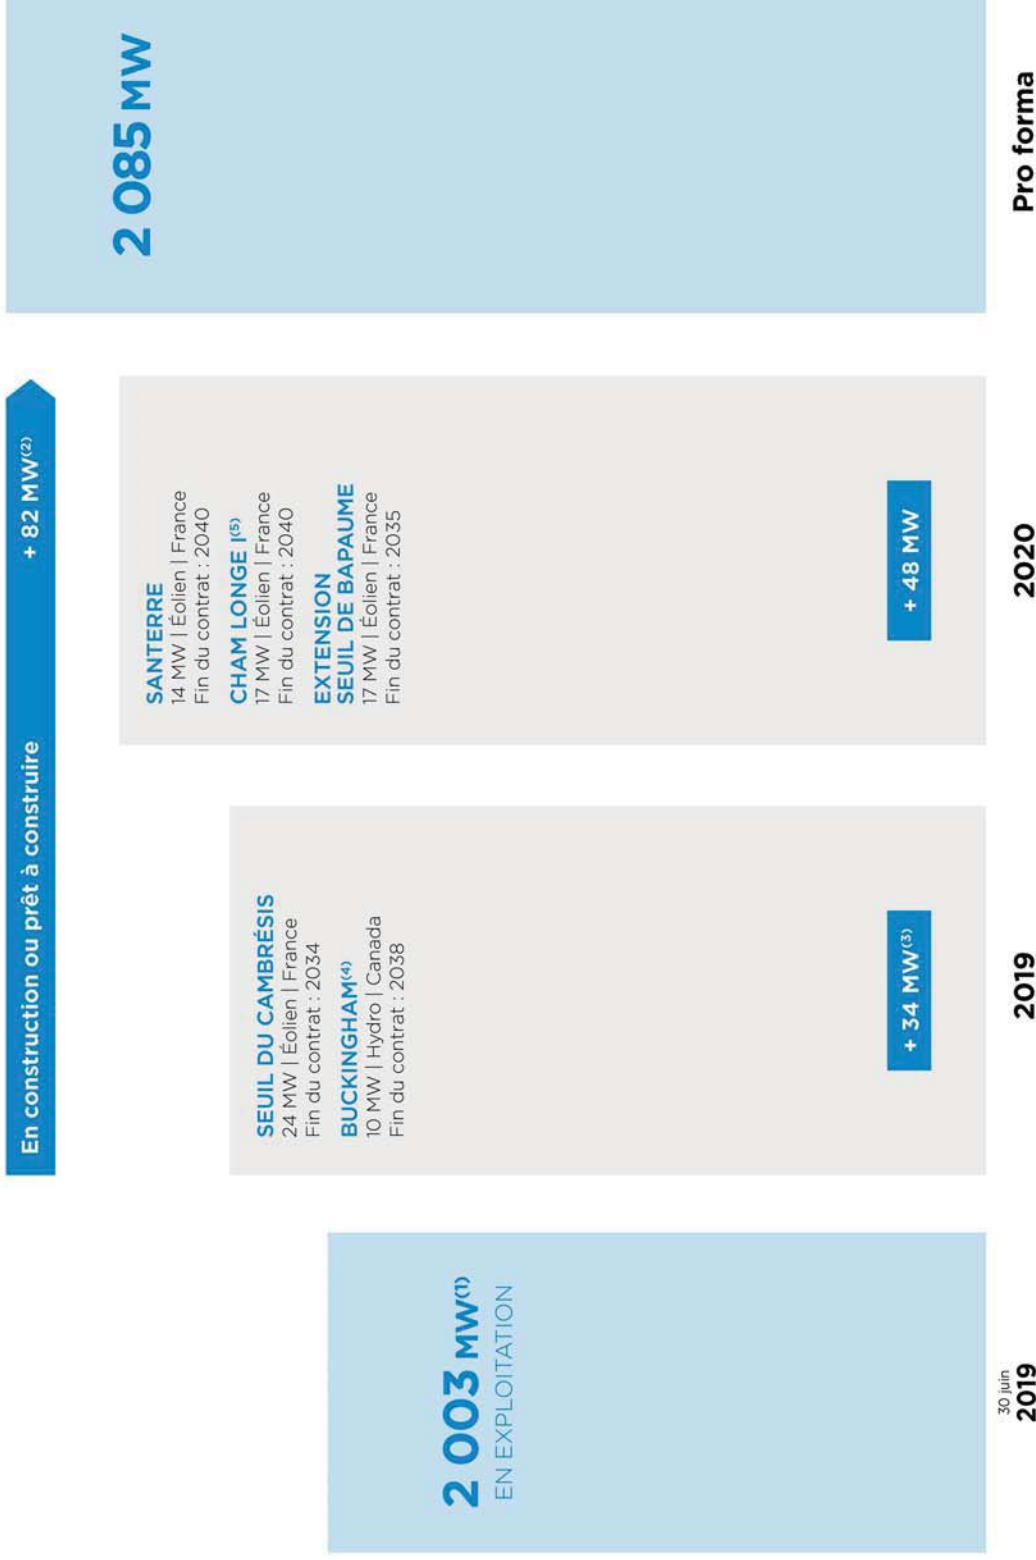 En construction ou prêt à construire + 82 MW(2)
2 003 MW(1)
EN EXPLOITATION
30 juin
2019
SEUIL DU CAMBRÉSIS
24 MW | Éolien | France
Fin du contrat : 2034
BUCKINGHAM(4)
10 MW | Hydro | Canada
Fin du contrat : 2038
+ 34 MW(3)
2019
SANTERRE
14 MW | Éolien | France
Fin du contrat : 2040
CHAM LONGE I(5)
17 MW | Éolien | France
Fin du contrat : 2040
EXTENSION
SEUIL DE BAPAUME
17 MW | Éolien | France
Fin du contrat : 2035
+ 48 MW
2020
2 085 MW
Pro forma